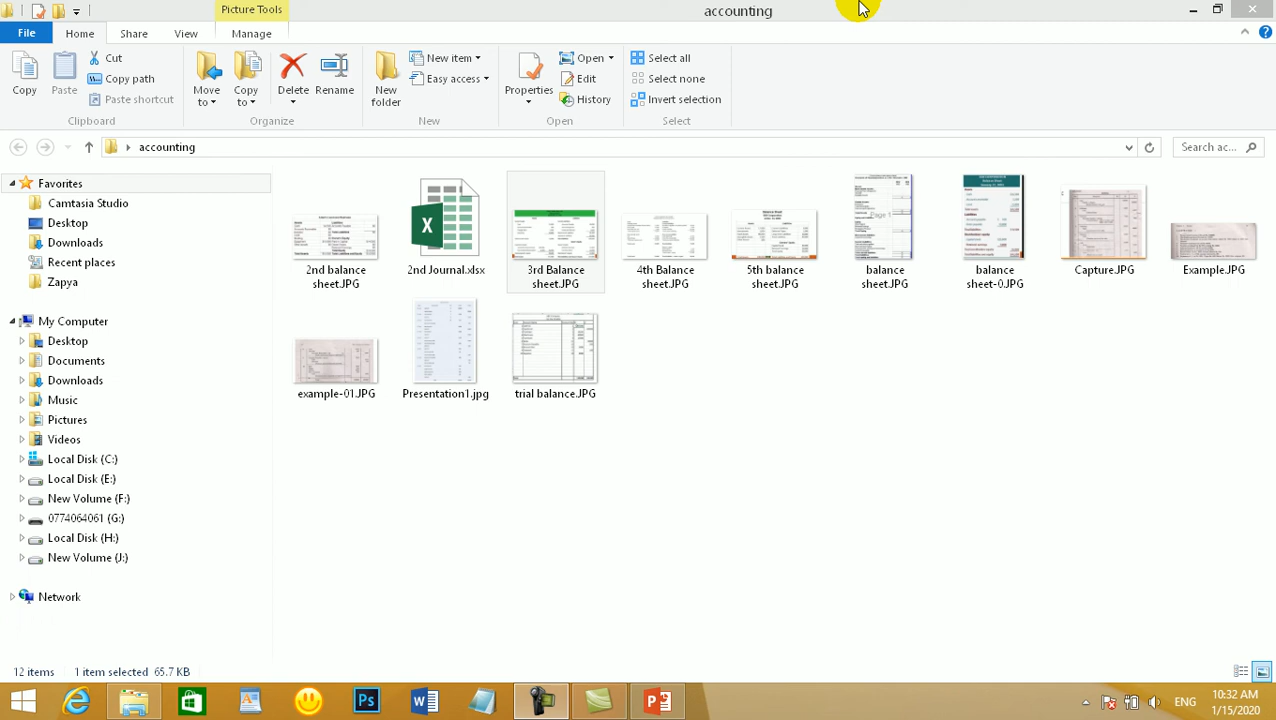 Picture Tools
accounting
File
Home
Share
View
Manage
Copy
Paste
Cut
Copy path
Paste shortcut
Clipboard
Move to
Copy to
Delete
Rename
Organize
New folder
New item
Easy access
New
Properties
Open
Edit
History
Open
Select all
Select none
Invert selection
Select
accounting
Search ac...
Favorites
Camtasia Studio
Desktop
Downloads
Recent places
Zapya
My Computer
Desktop
Documents
Downloads
Music
Pictures
Videos
Local Disk (C:)
Local Disk (E:)
New Volume (F:)
0774064061 (G:)
Local Disk (H:)
New Volume (J:)
Network
2nd balance
sheet.JPG
2nd Journal.xlsx
3rd Balance
sheet.JPG
4th Balance
sheet.JPG
5th balance
sheet.JPG
Page 1
balance
sheet.JPG
balance
sheet-0.JPG
Capture.JPG
Example.JPG
example-01.JPG
Presentation1.jpg
trial balance.JPG
12 items
1 item selected 65.7 KB
ENG
10:32 AM
1/15/2020